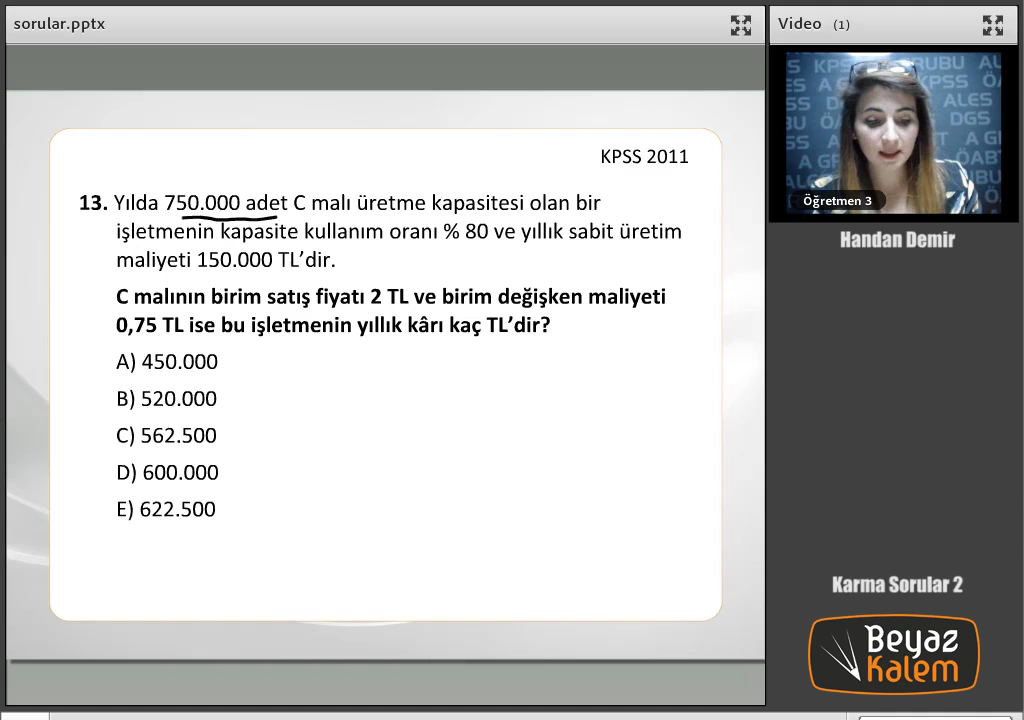 sorular.pptx
Video (1)
KPSS 2011
13. Yılda 750.000 adet C malı üretme kapasitesi olan bir
işletmenin kapasite kullanım oranı % 80 ve yıllık sabit üretim
maliyeti 150.000 TL’dir.
C malının birim satış fiyatı 2 TL ve birim değişken maliyeti
0,75 TL ise bu işletmenin yıllık kârı kaç TL’dir?
A) 450.000
B) 520.000
C) 562.500
D) 600.000
E) 622.500
Öğretmen 3
Handan Demir
Karma Sorular 2
Beyaz
Kalem